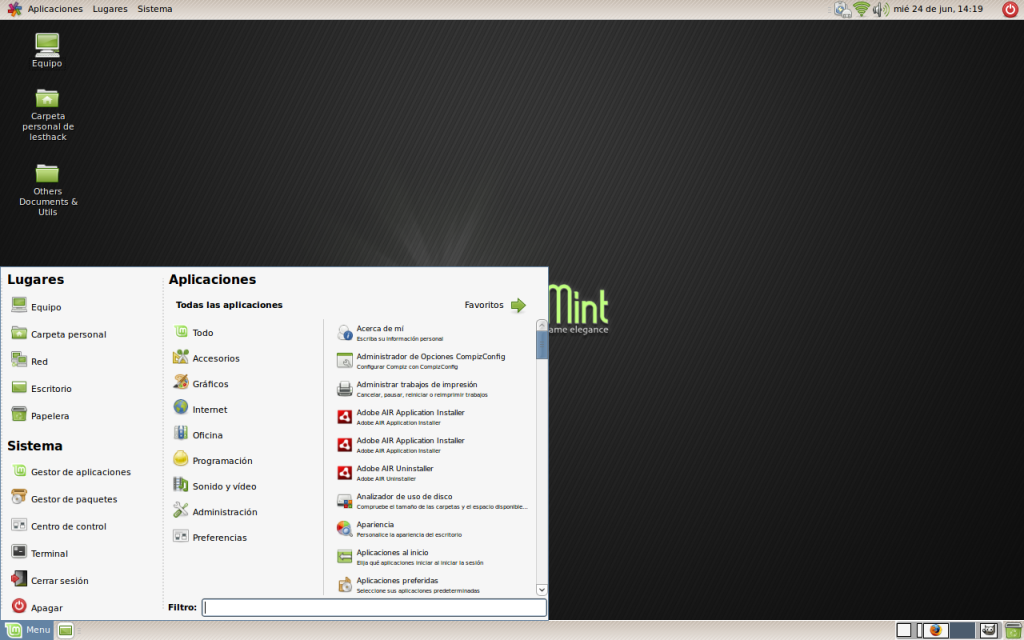 Aplicaciones Lugares Sistema
mié 24 de jun, 14:19
Equipo
Carpeta
personal de
lesthack
Others
Documents &
Utils
Mint
ame elegance
Lugares
Equipo
Carpeta personal
Red
Escritorio
Papelera
Sistema
Gestor de aplicaciones
Gestor de paquetes
Centro de control
Terminal
Cerrar sesión
Apagar
Aplicaciones
Todas las aplicaciones
Favoritos
Todo
Accesorios
Gráficos
Internet
Oficina
Programación
Sonido y vídeo
Administración
Preferencias
Acerca de mí
Escriba su información personal
Administrador de Opciones CompizConfig
Configurar Compiz con CompizConfig
Administrar trabajos de impresión
Cancelar, pausar, reiniciar o reimprimir trabajos
Adobe AIR Application Installer
Adobe AIR Application Installer
Adobe AIR Application Installer
Adobe AIR Application Installer
Adobe AIR Uninstaller
Adobe AIR Uninstaller
Analizador de uso de disco
Compruebe el tamaño de las carpetas y el espacio disponible...
Apariencia
Personalice la apariencia del escritorio
Aplicaciones al inicio
Elija qué aplicaciones iniciar al iniciar la sesión
Aplicaciones preferidas
Seleccione sus aplicaciones predeterminadas
Filtro:
Menu